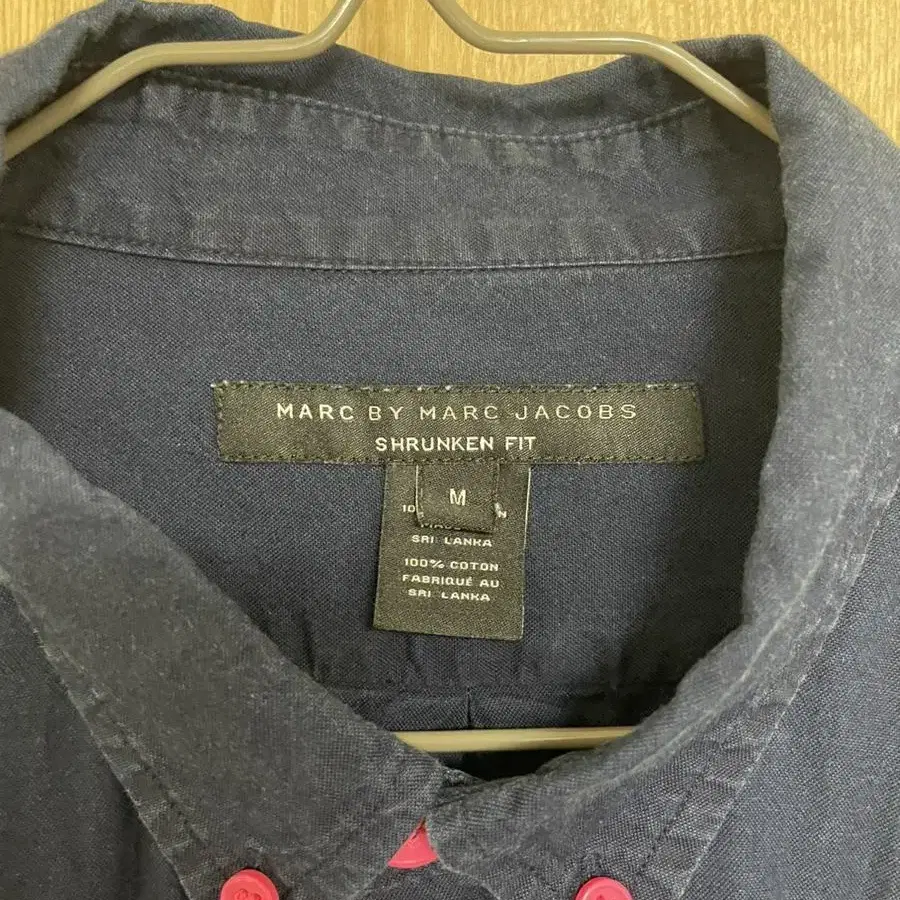 MARC BY MARC JACOBS
SHRUNKEN FIT
M
SRI LANKA
100% COTON
FABRIQUÉ AU
SRI LANKA